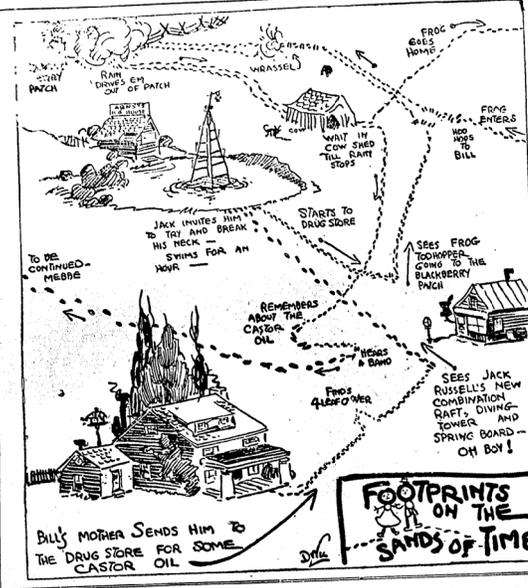 FROG
GOES
HOME
WRASSEL
PATCH
RAIN
DRIVES EM
OUT OF PATCH
FROG
ENTERS
HOO
HOPS
TO
BILL
COW
WAIT IN
COW SHED
TILL RAIN
STOPS
JACK INVITES HIM
TO TRY AND BREAK
HIS NECK —
SWIMS FOR AN
HOUR —
STARTS TO
DRUG STORE
SEES FROG
TODHOPPER
GOING TO THE
BLACKBERRY
PATCH
TO BE
CONTINUED-
MEBBE
REMEMBERS
ABOUT THE
CASTOR
OIL
HEARS
A BAND
FINDS
4 LEAF OVER
SEES JACK
RUSSELL'S NEW
COMBINATION
RAFT, DIVING-
TOWER AND
SPRING BOARD-
OH BOY!
BILL'S MOTHER SENDS HIM TO
THE DRUG STORE FOR SOME
CASTOR OIL
FOOTPRINTS
ON THE
SANDS OF TIME